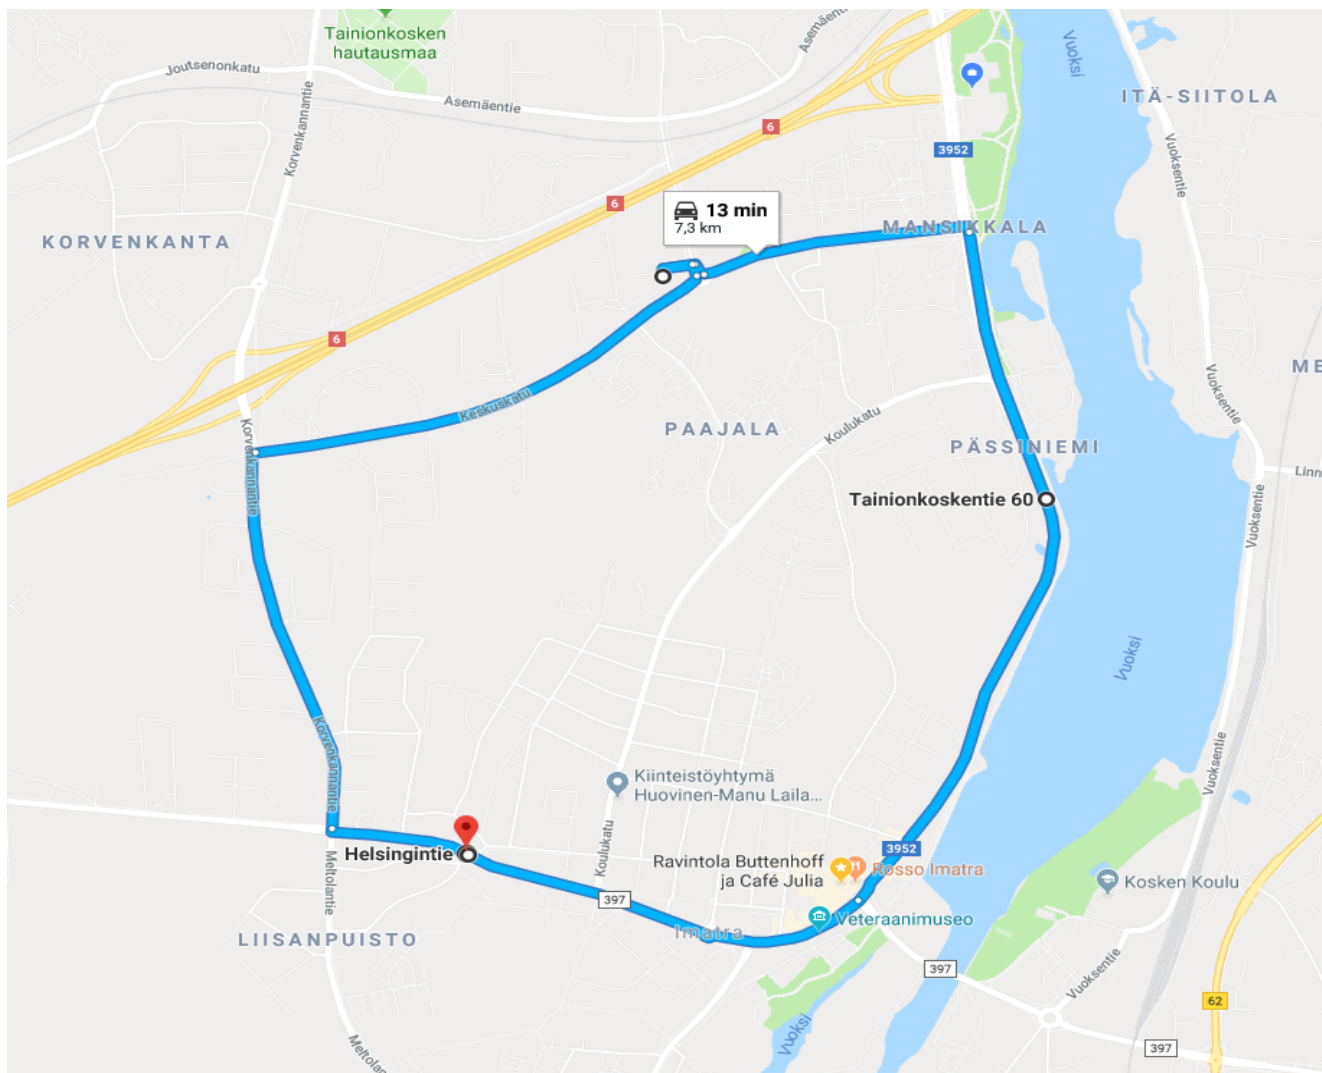 Tainionkosken
hautausmaa
Asemäentie
Vuoksi
Joutsenonkatu
Korvenkannantie
Asemäentie
ITÄ-SIITOLA
6
3952
Vuoksentie
6
13 min
7,3 km
KORVENKANTA
MANSIKKALA
6
ME
Vuoksentie
Keskuskatu
Koulukatu
PAAJALA
PÄSSINIEMI
Korvenkannantie
Linn
Tainionkoskentie 60
Vuoksentie
Vuoksi
Korvenkannantie
Vuoksentie
Kiinteistöyhtymä
Huovinen-Manu Laila...
Helsingintie
Koulukatu
3952
Ravintola Buttenhoff
ja Café Julia
Rosso Imatra
Meltolantie
Kosken Koulu
397
Veteraanimuseo
Imatra
LIISANPUISTO
397
Vuoksentie
62
Vuoksi
Meltolan
397